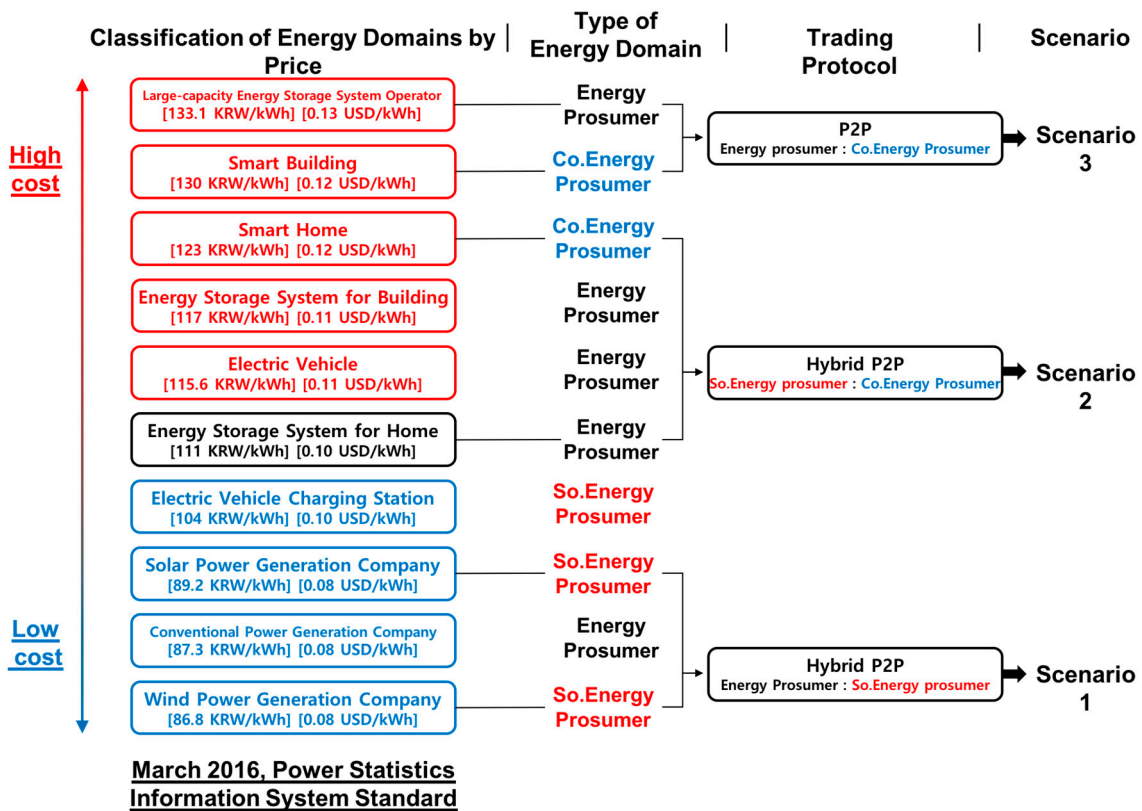 Classification of Energy Domains by
Price
Type of
Energy Domain
Trading
Protocol
Scenario
High
cost
Low
cost
Large-capacity Energy Storage System Operator
[133.1 KRW/kWh] [0.13 USD/kWh]
Energy
Prosumer
Smart Building
[130 KRW/kWh] [0.12 USD/kWh]
Co.Energy
Prosumer
P2P
Energy prosumer : Co.Energy Prosumer
Scenario
3
Smart Home
[123 KRW/kWh] [0.12 USD/kWh]
Co.Energy
Prosumer
Energy Storage System for Building
[117 KRW/kWh] [0.11 USD/kWh]
Energy
Prosumer
Electric Vehicle
[115.6 KRW/kWh] [0.11 USD/kWh]
Energy
Prosumer
Hybrid P2P
So.Energy prosumer : Co.Energy Prosumer
Scenario
2
Energy Storage System for Home
[111 KRW/kWh] [0.10 USD/kWh]
Energy
Prosumer
Electric Vehicle Charging Station
[104 KRW/kWh] [0.10 USD/kWh]
So.Energy
Prosumer
Solar Power Generation Company
[89.2 KRW/kWh] [0.08 USD/kWh]
So.Energy
Prosumer
Conventional Power Generation Company
[87.3 KRW/kWh] [0.08 USD/kWh]
Energy
Prosumer
Hybrid P2P
Energy Prosumer : So.Energy prosumer
Scenario
1
Wind Power Generation Company
[86.8 KRW/kWh] [0.08 USD/kWh]
So.Energy
Prosumer
March 2016, Power Statistics
Information System Standard